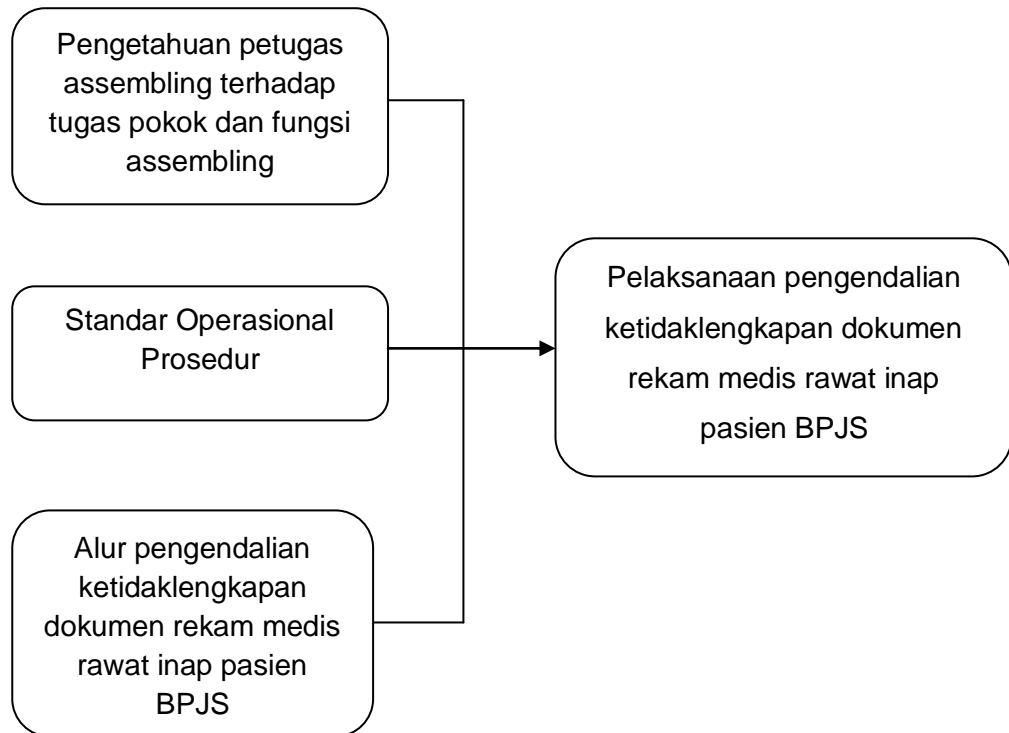 Pengetahuan petugas
assembling terhadap
tugas pokok dan fungsi
assembling
Standar Operasional
Prosedur
Alur pengendalian
ketidaklengkapan
dokumen rekam medis
rawat inap pasien
BPJS
Pelaksanaan pengendalian
ketidaklengkapan dokumen
rekam medis rawat inap
pasien BPJS